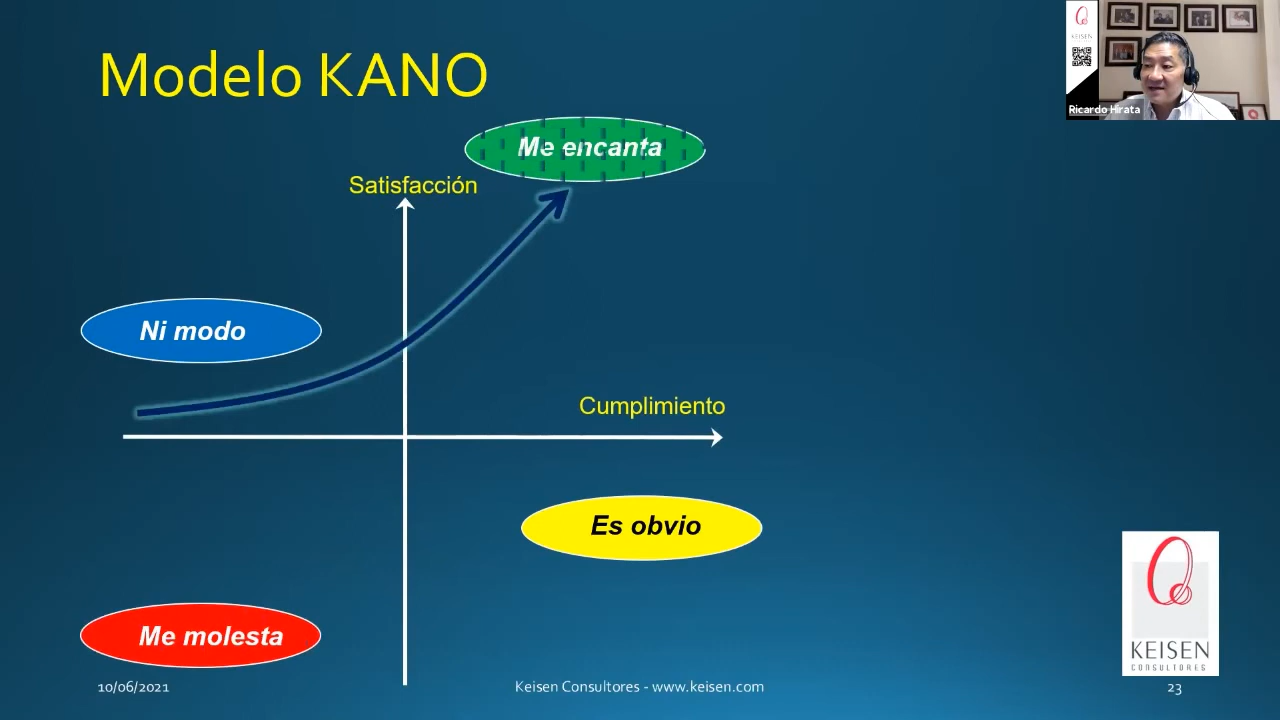 Modelo KANO
KEISEN
Ricardo Hirata
Me encanta
Satisfacción
Ni modo
Cumplimiento
Es obvio
Me molesta
KEISEN
CONSULTORES
10/06/2021
Keisen Consultores - www.keisen.com
23